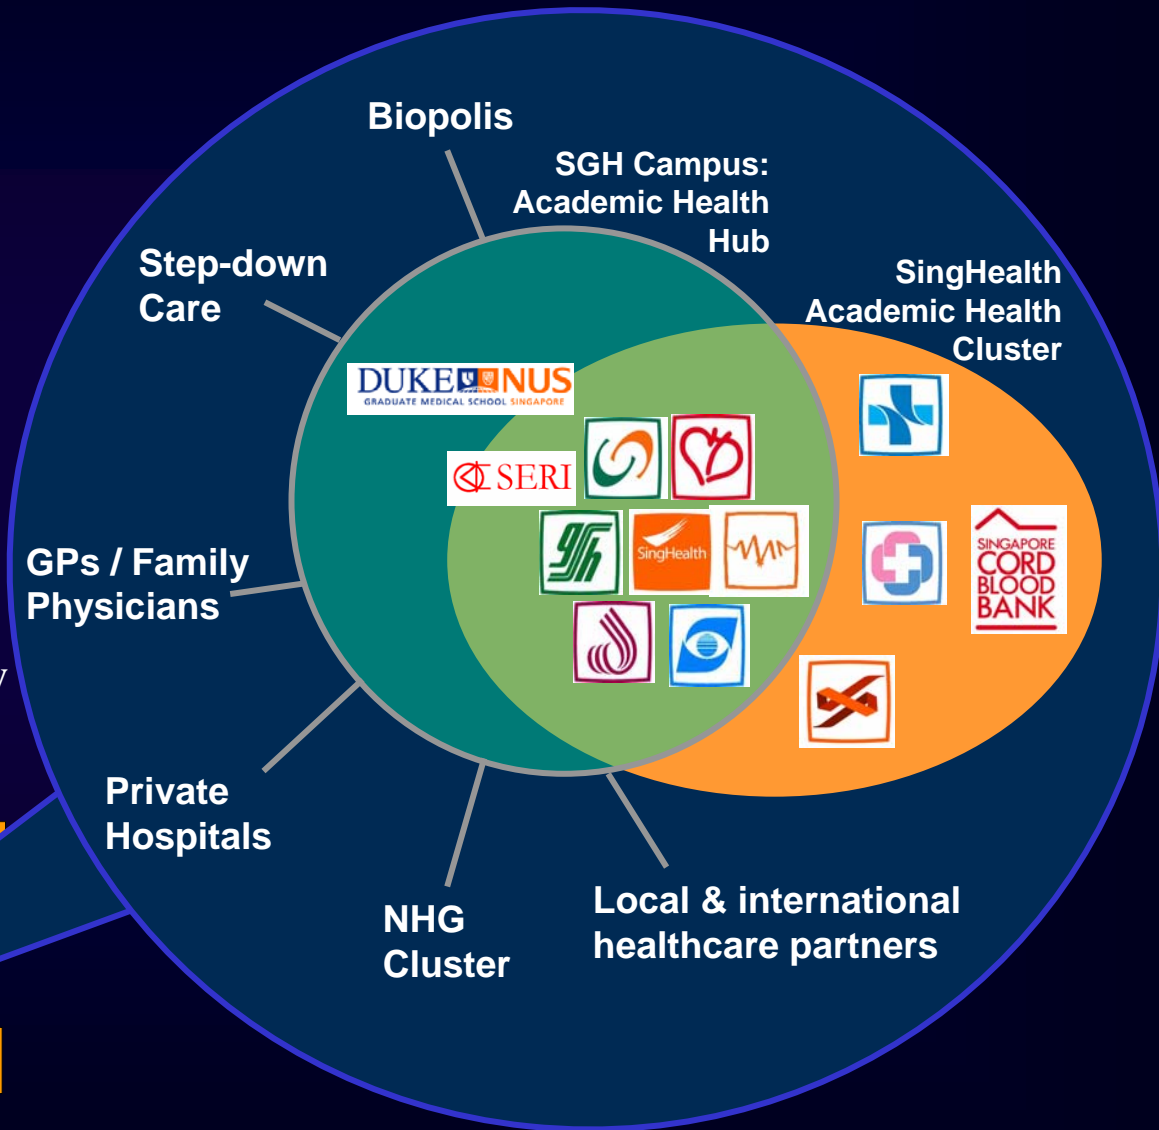 Biopolis
SGH Campus:
Academic Health
Hub
Step-down
Care
SingHealth
Academic Health
Cluster
DUKE NUS
GRADUATE MEDICAL SCHOOL SINGAPORE
SERI
SingHealth
SINGAPORE
CORD
BLOOD
BANK
GPs / Family
Physicians
y
Private
Hospitals
NHG
Cluster
Local & international
healthcare partners